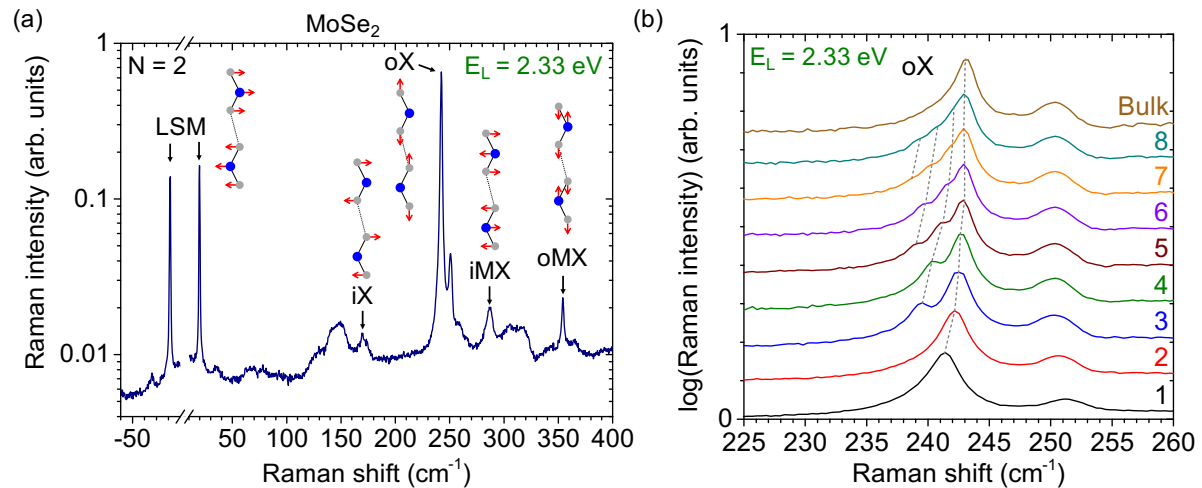 (a)
MoSe₂
N = 2
E_L = 2.33 eV
oX
LSM
iX
iMX
oMX
1
0.1
0.01
Raman intensity (arb. units)
-50
50
100
150
200
250
300
350
400
Raman shift (cm⁻¹)
(b)
E_L = 2.33 eV
oX
Bulk
8
7
6
5
4
3
2
1
1
0
log(Raman intensity) (arb. units)
225
230
235
240
245
250
255
260
Raman shift (cm⁻¹)